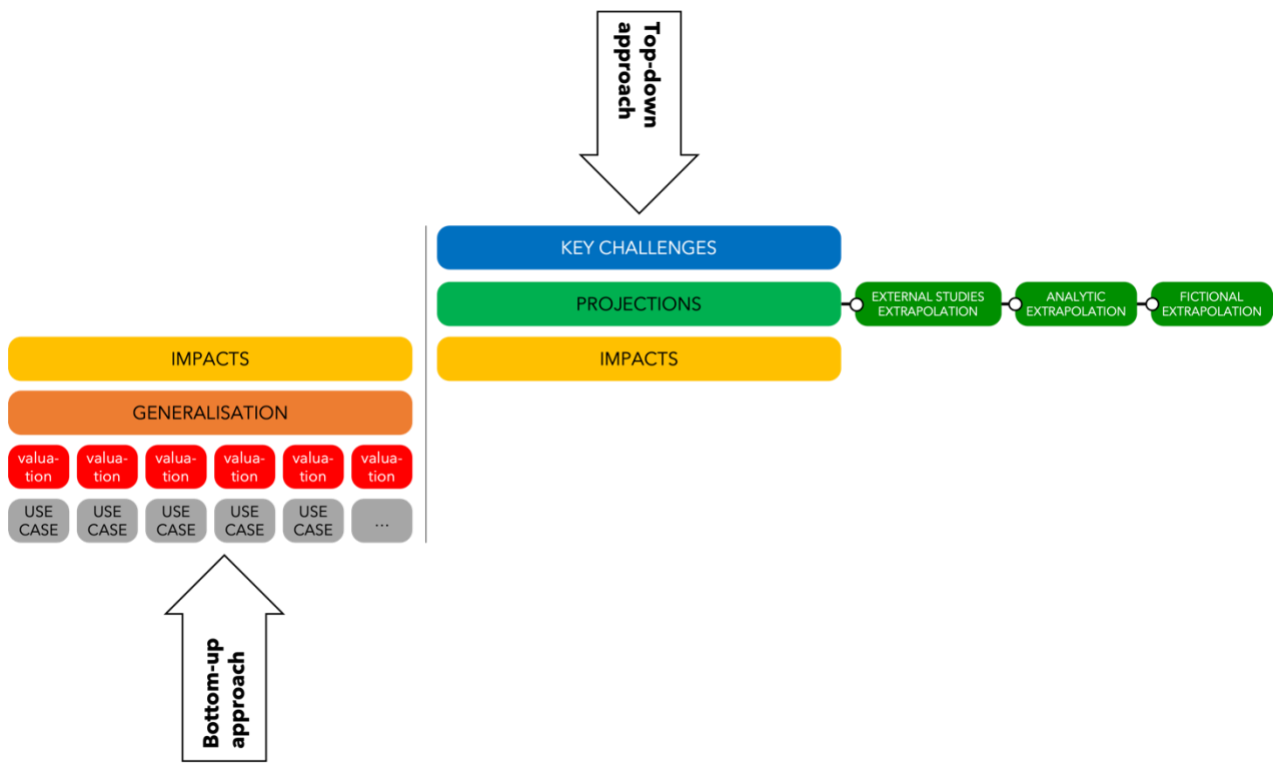 Top-down
approach
KEY CHALLENGES
PROJECTIONS
EXTERNAL STUDIES
EXTRAPOLATION
ANALYTIC
EXTRAPOLATION
FICTIONAL
EXTRAPOLATION
IMPACTS
IMPACTS
GENERALISATION
valua-
tion
valua-
tion
valua-
tion
valua-
tion
valua-
tion
valua-
tion
USE
CASE
USE
CASE
USE
CASE
USE
CASE
USE
CASE
...
Bottom-up
approach